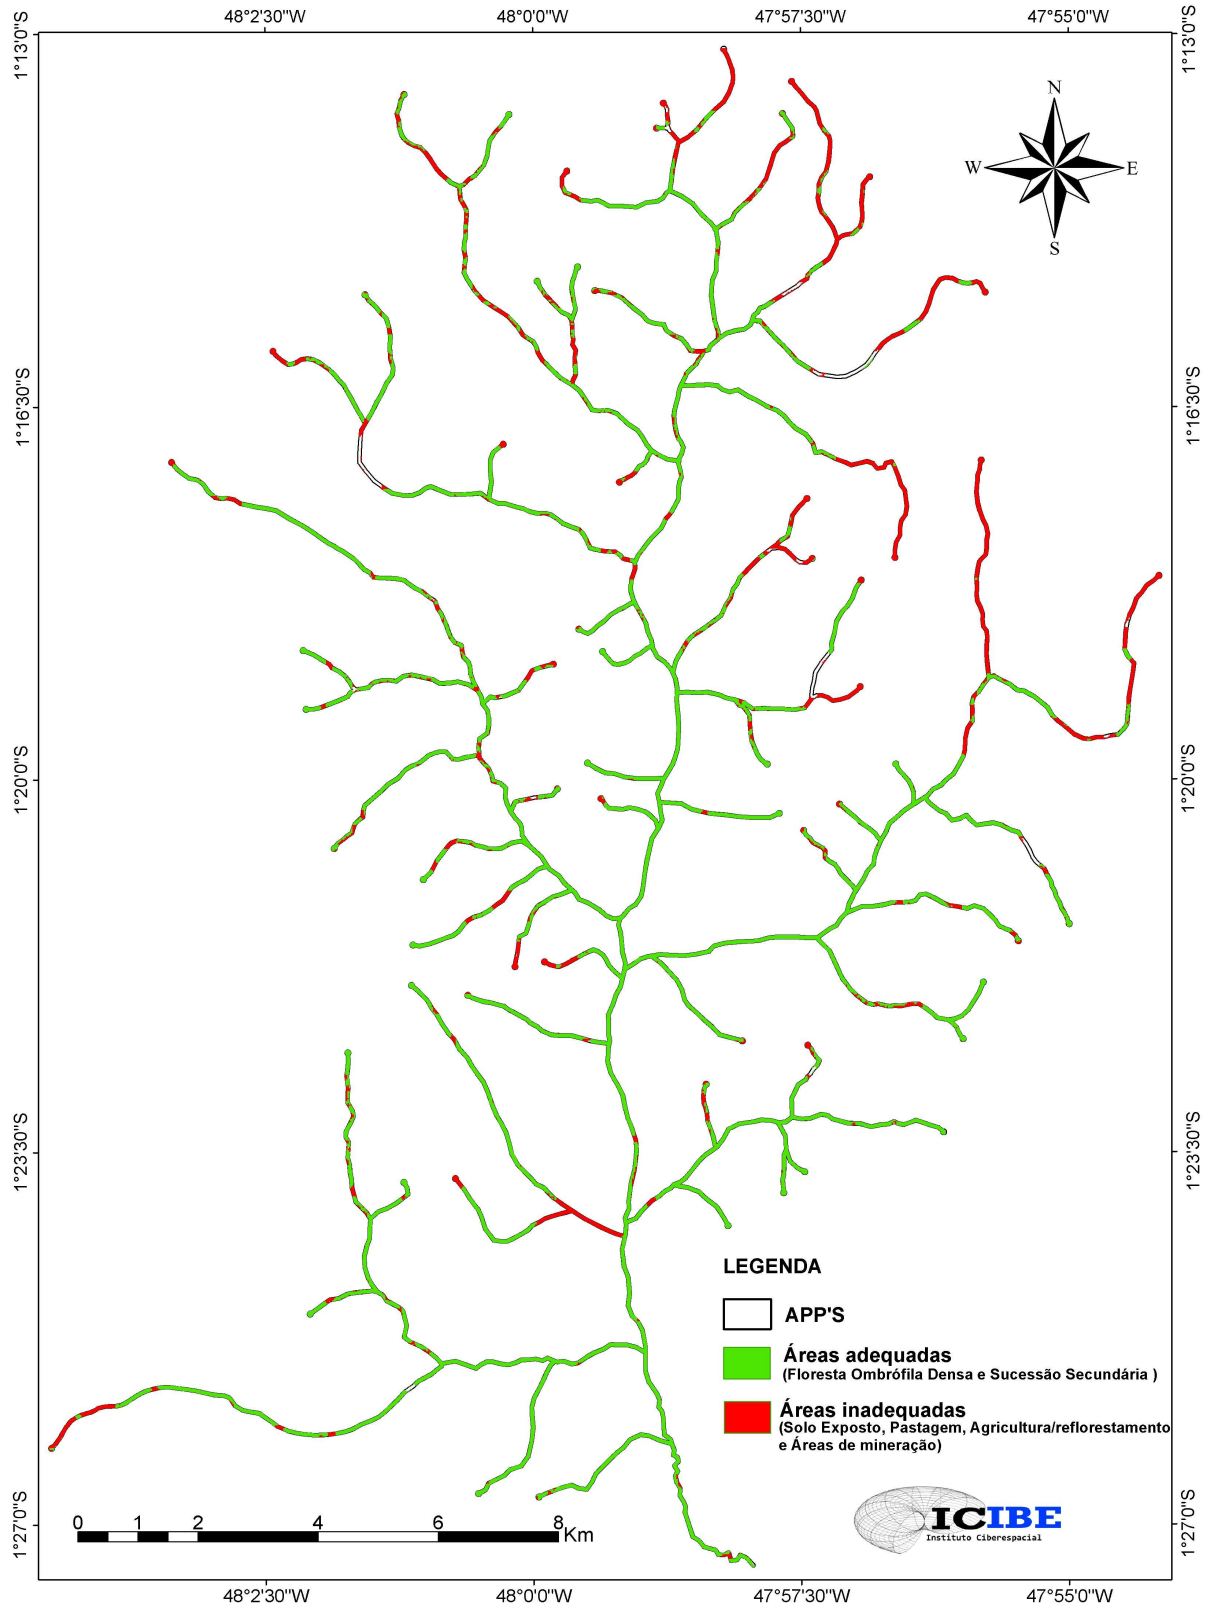 48°2'30"W 48°0'0"W 47°57'30"W 47°55'0"W
1°13'0"S
1°13'0"S
N
W E
S
1°16'30"S
1°16'30"S
1°20'0"S
1°20'0"S
1°23'30"S
1°23'30"S
LEGENDA
APP'S
Áreas adequadas
(Floresta Ombrófila Densa e Sucessão Secundária )
Áreas inadequadas
(Solo Exposto, Pastagem, Agricultura/reflorestamento
e Áreas de mineração)
1°27'0"S
1°27'0"S
0 1 2 4 6 8
Km
ICIBE
Instituto Ciberespacial
48°2'30"W 48°0'0"W 47°57'30"W 47°55'0"W